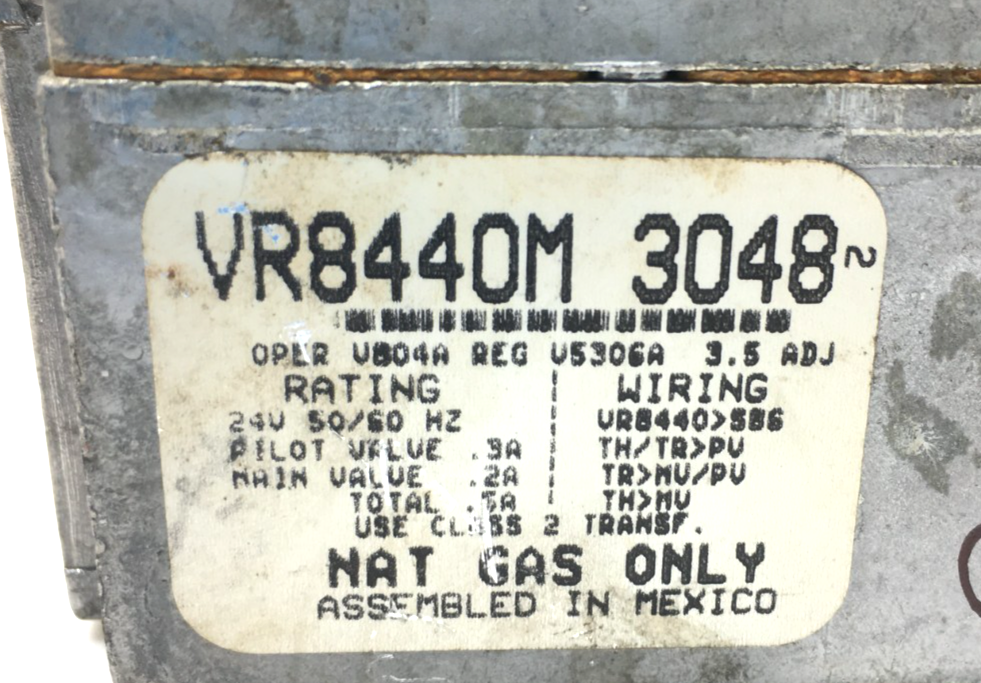 VR8440M 3048 2
OPER V804A REG V5306A 3.5 ADJ
RATING WIRING
24V 50/60 HZ VR8440>S86
PILOT VALVE .3A TH/TR>PV
MAIN VALVE .2A TR>MV/PV
TOTAL .5A TH>MV
USE CLASS 2 TRANSF.
NAT GAS ONLY
ASSEMBLED IN MEXICO